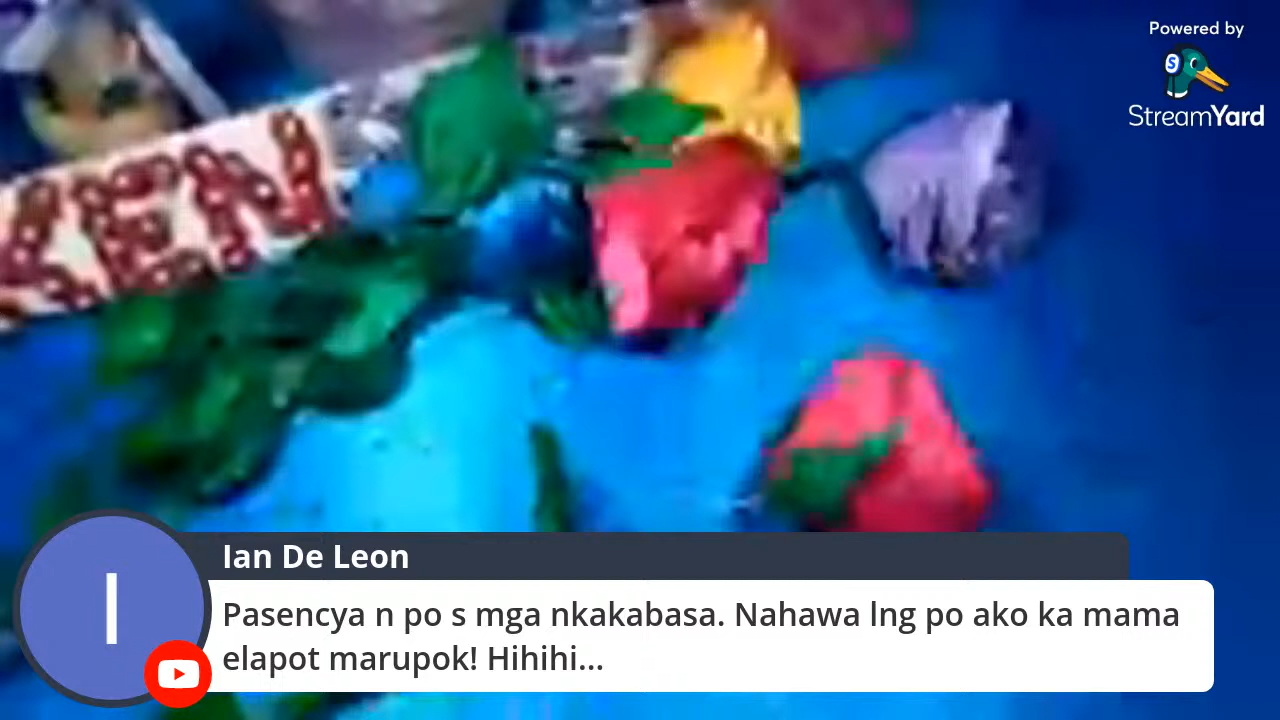 Powered by
StreamYard
KEN
Ian De Leon
Pasencya n po s mga nkakabasa. Nahawa lng po ako ka mama
elapot marupok! Hihihi...